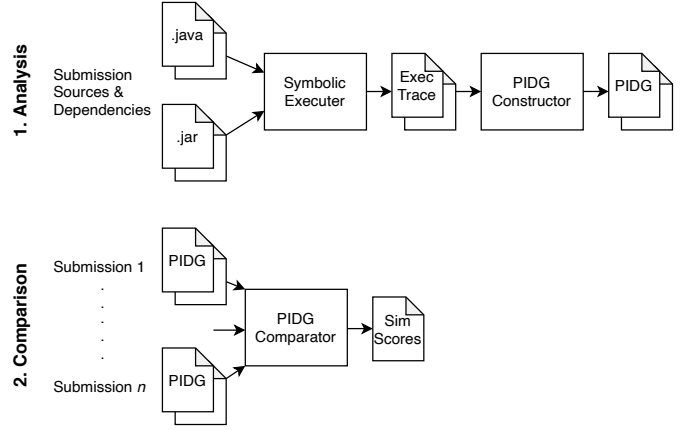 1. Analysis
Submission
Sources &
Dependencies
.java
.jar
Symbolic
Executer
Exec
Trace
PIDG
Constructor
PIDG
2. Comparison
Submission 1
.
.
.
.
.
Submission n
PIDG
PIDG
PIDG
Comparator
Sim
Scores